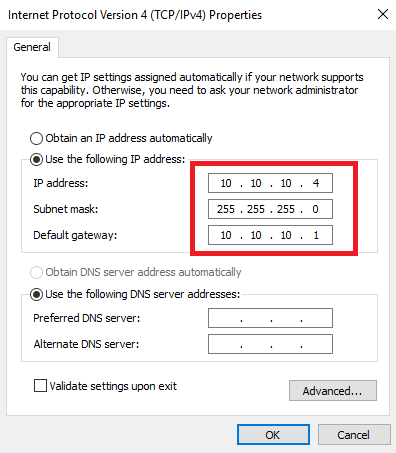 Internet Protocol Version 4 (TCP/IPv4) Properties
General
You can get IP settings assigned automatically if your network supports
this capability. Otherwise, you need to ask your network administrator
for the appropriate IP settings.
Obtain an IP address automatically
Use the following IP address:
IP address: 10 . 10 . 10 . 4
Subnet mask: 255 . 255 . 255 . 0
Default gateway: 10 . 10 . 10 . 1
Obtain DNS server address automatically
Use the following DNS server addresses:
Preferred DNS server: . . .
Alternate DNS server: . . .
Validate settings upon exit
Advanced...
OK Cancel